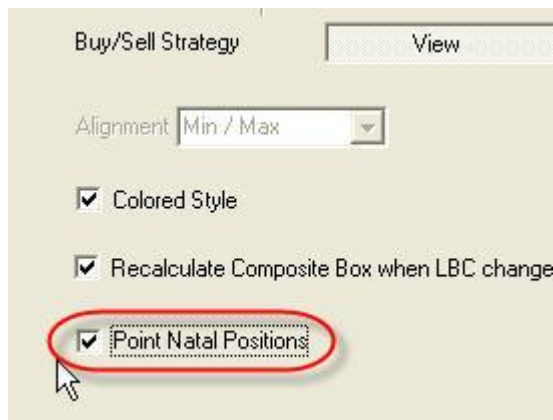 Buy/Sell Strategy View
Alignment Min / Max
Colored Style
Recalculate Composite Box when LBC change
Point Natal Positions